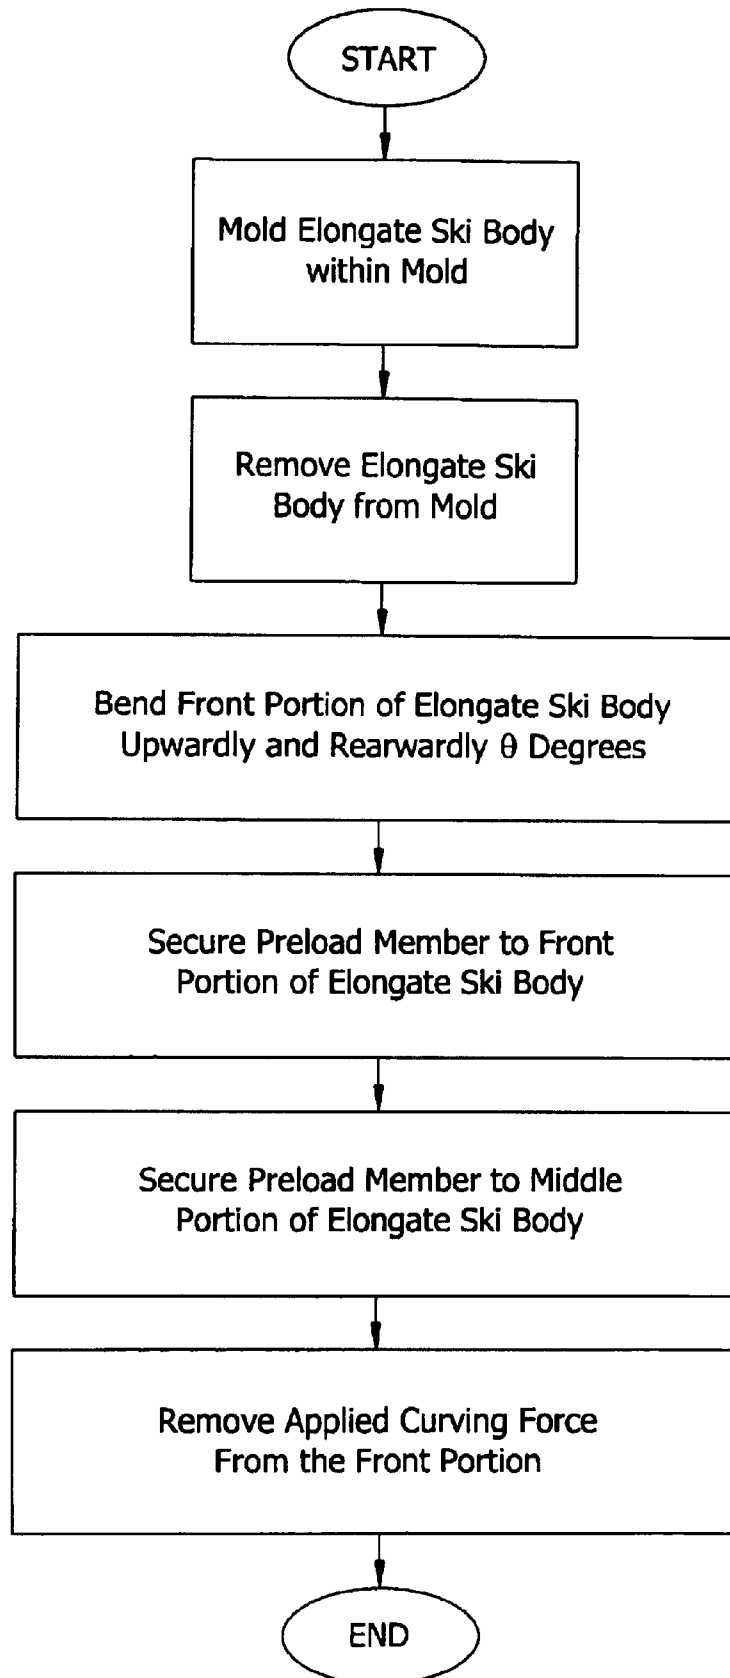 START
Mold Elongate Ski Body
within Mold
Remove Elongate Ski
Body from Mold
Bend Front Portion of Elongate Ski Body
Upwardly and Rearwardly θ Degrees
Secure Preload Member to Front
Portion of Elongate Ski Body
Secure Preload Member to Middle
Portion of Elongate Ski Body
Remove Applied Curving Force
From the Front Portion
END